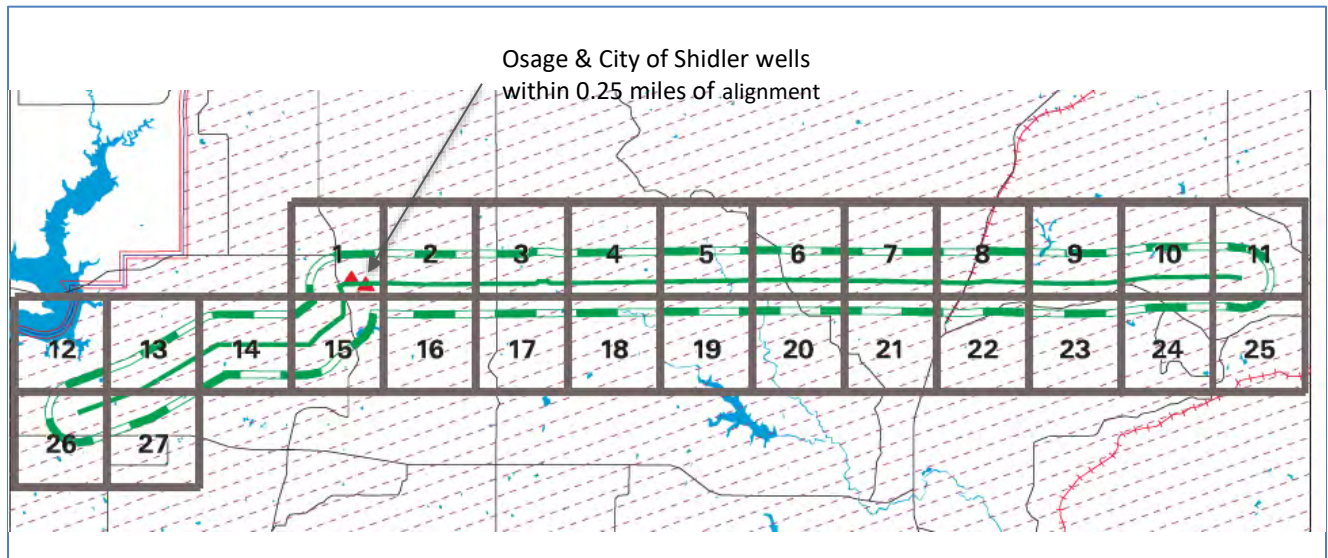 Osage & City of Shidler wells
within 0.25 miles of alignment
1 2 3 4 5 6 7 8 9 10 11
12 13 14 15 16 17 18 19 20 21 22 23 24 25
26 27